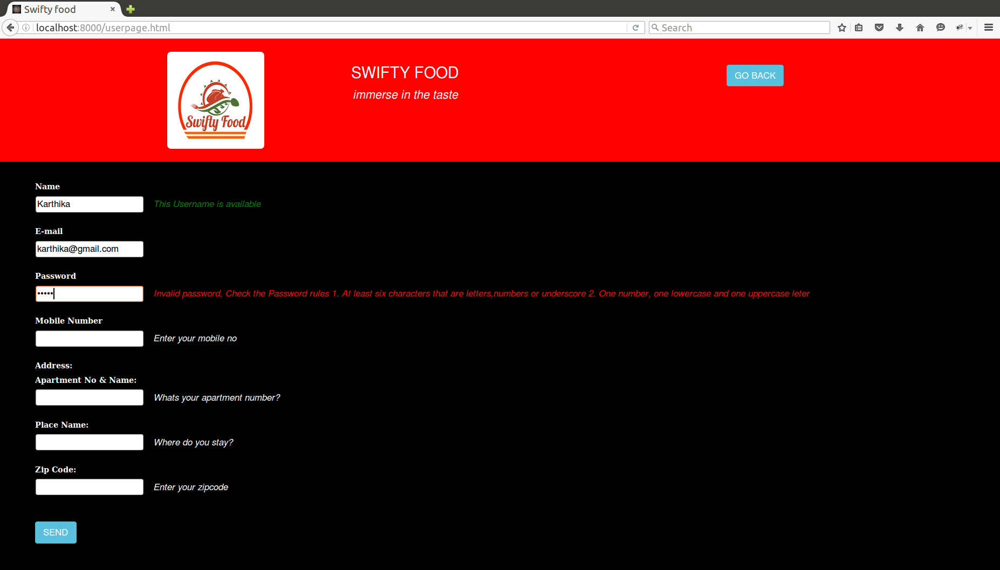 Swifty food
localhost:8000/userpage.html
Search
Swifty Food
SWIFTY FOOD
immerse in the taste
GO BACK
Name
Karthika
This Username is available
E-mail
karthika@gmail.com
Password
•••••
Invalid password, Check the Password rules 1. At least six characters that are letters,numbers or underscore 2. One number, one lowercase and one uppercase leter
Mobile Number
Enter your mobile no
Address:
Apartment No & Name:
Whats your apartment number?
Place Name:
Where do you stay?
Zip Code:
Enter your zipcode
SEND